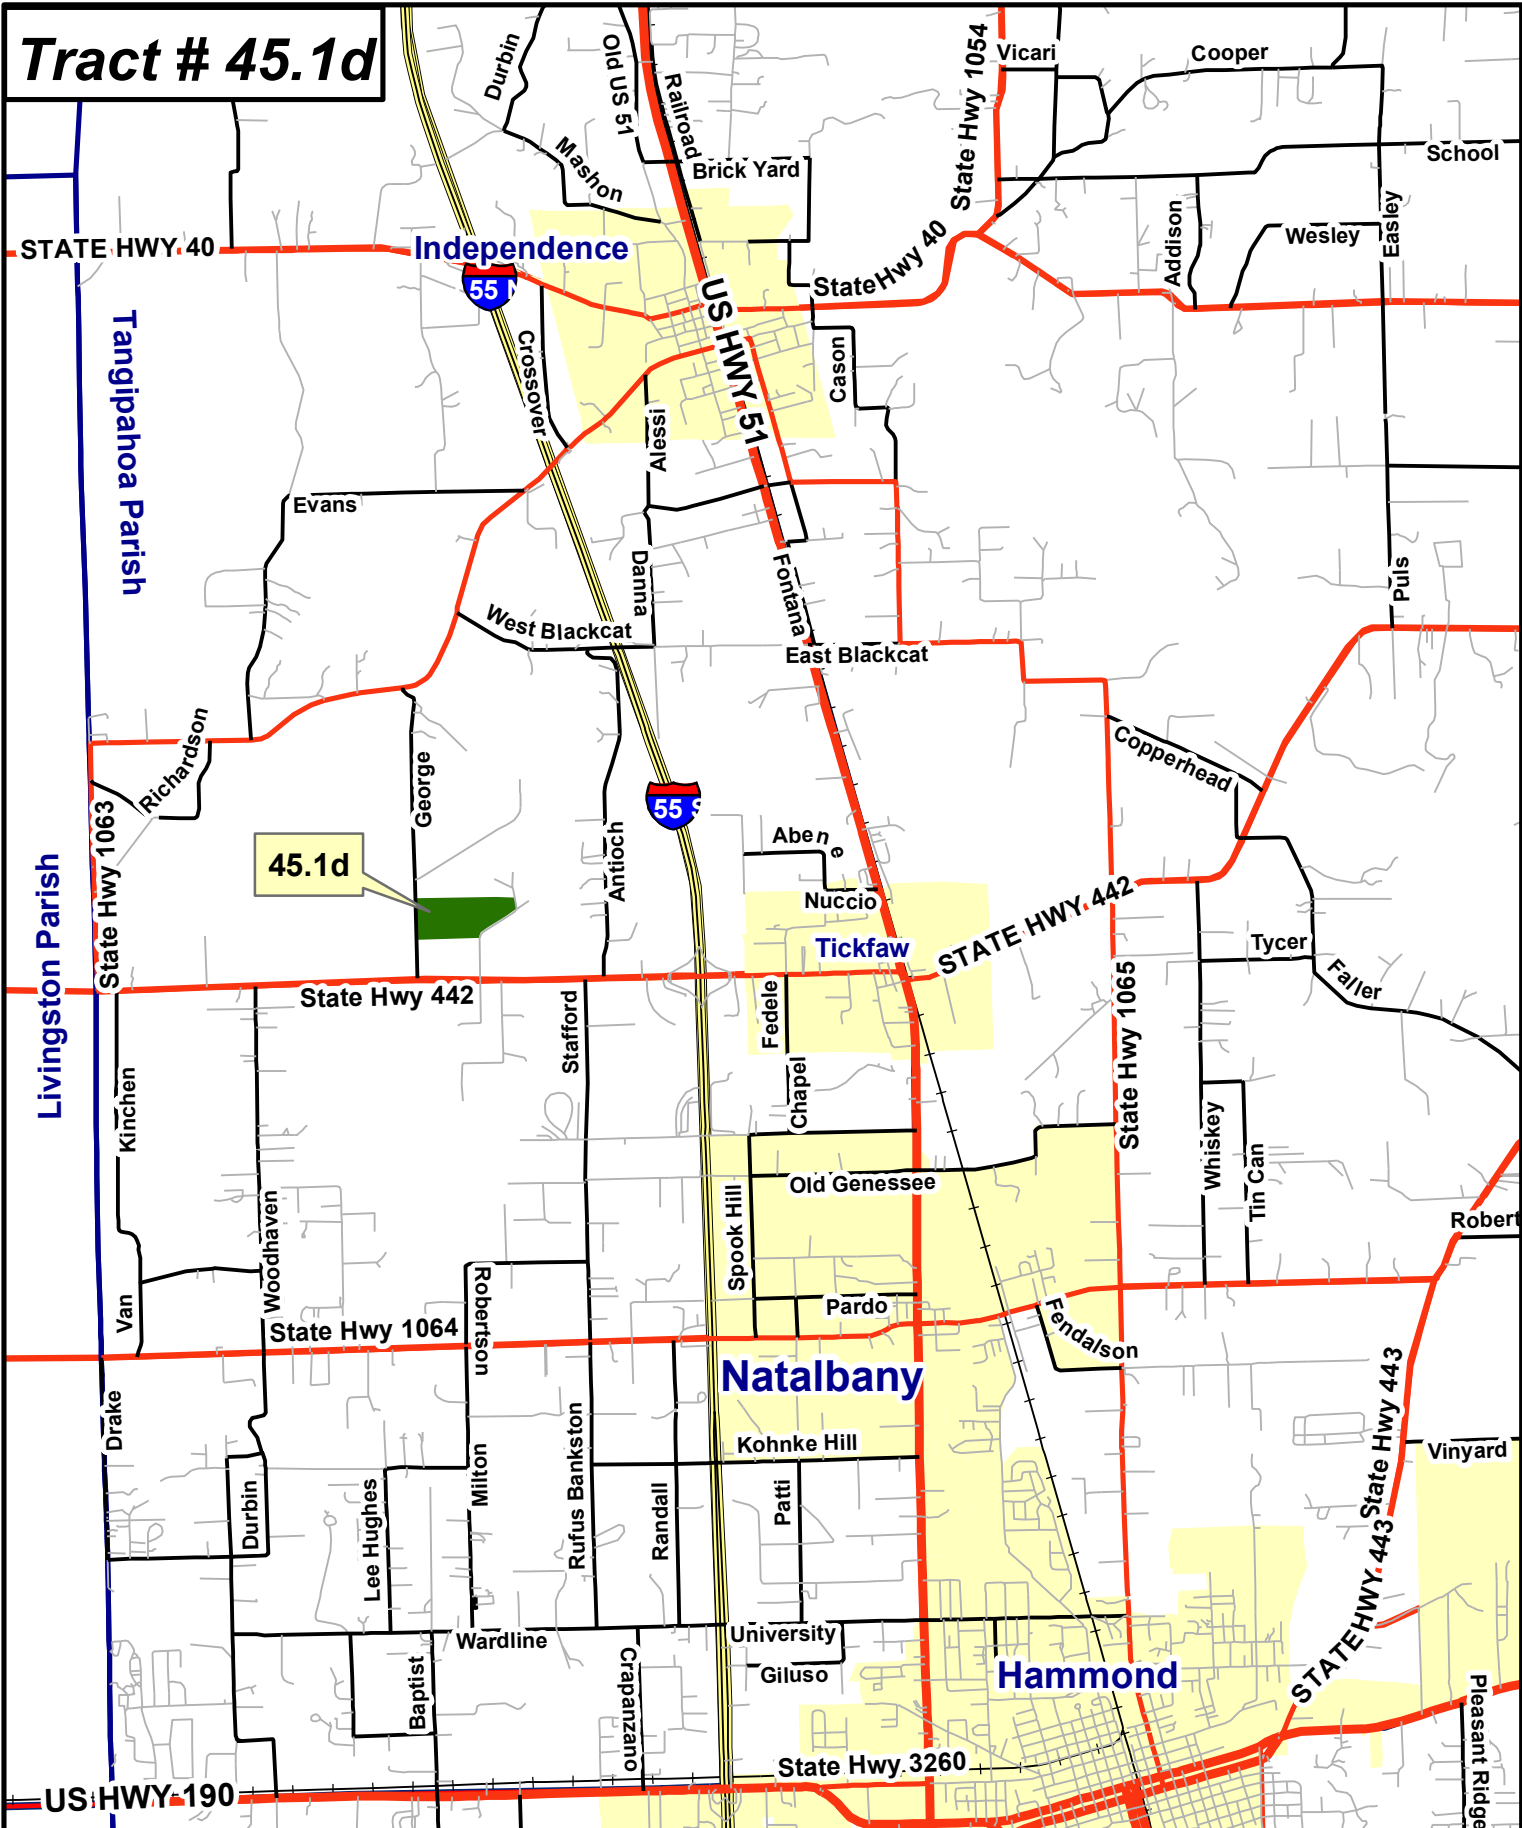 Tract # 45.1d
Durbin
Old US 51
Railroad
State Hwy 1054
Vicari
Cooper
School
Mashon
Brick Yard
Addison
Wesley
Easley
STATE HWY 40
Independence
55 N
State Hwy 40
US HWY 51
Tangipahoa Parish
Crossover
Cason
Alessi
Evans
Danna
Fontana
Puls
West Blackcat
East Blackcat
Richardson
George
Copperhead
State Hwy 1063
55 S
Abene
45.1d
Antioch
Nuccio
STATE HWY 442
Tickfaw
Tycer
Faller
Livingston Parish
State Hwy 442
Stafford
Fedele
State Hwy 1065
Kinchen
Chapel
Whiskey
Tin Can
Old Genessee
Woodhaven
Spook Hill
Robert
Van
Robertson
Pardo
Fendalson
State Hwy 1064
Natalbany
State Hwy 443
Drake
Kohnke Hill
Vinyard
Durbin
Lee Hughes
Milton
Rufus Bankston
Randall
Patti
STATE HWY 443
Wardline
University
Giluso
Hammond
Baptist
Crapanzano
Pleasant Ridge
State Hwy 3260
US HWY 190